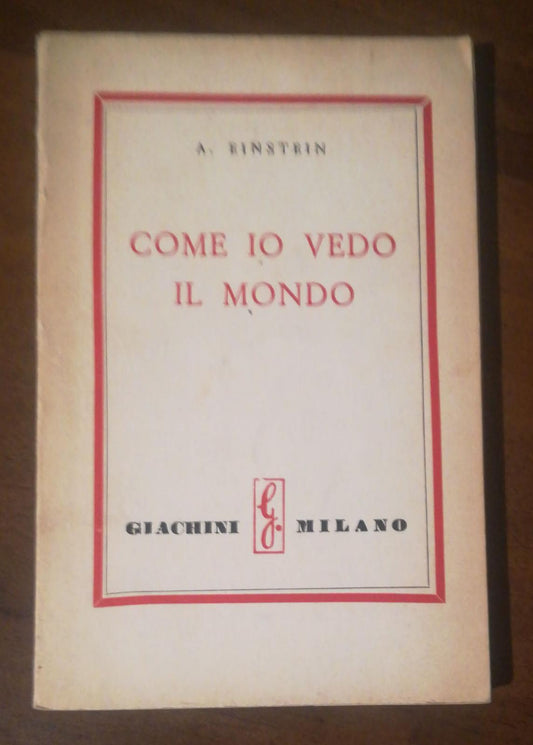 A. EINSTEIN
COME IO VEDO
IL MONDO
GIACHINI G. MILANO